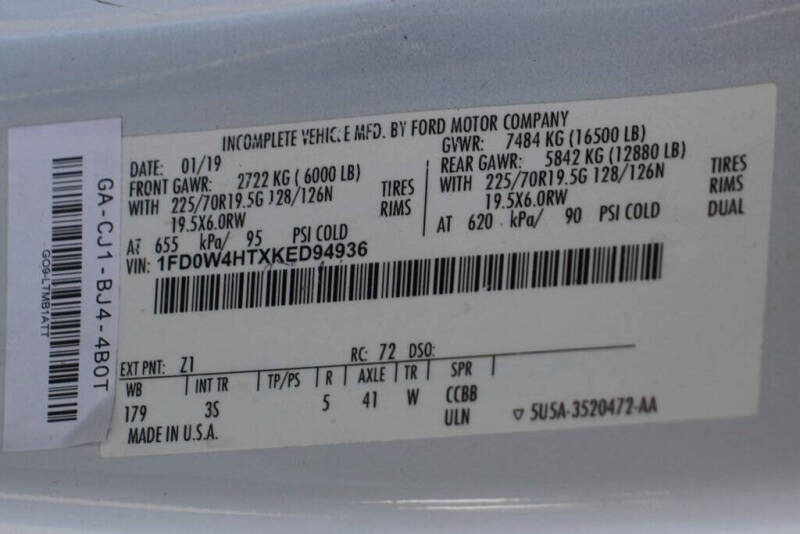 INCOMPLETE VEHICLE MFD. BY FORD MOTOR COMPANY
DATE: 01/19
GVWR: 7484 KG (16500 LB)
FRONT GAWR: 2722 KG ( 6000 LB)
REAR GAWR: 5842 KG (12880 LB)
WITH 225/70R19.5G 128/126N TIRES
WITH 225/70R19.5G 128/126N TIRES
19.5X6.0RW RIMS
19.5X6.0RW RIMS
AT 655 kPa/ 95 PSI COLD
AT 620 kPa/ 90 PSI COLD DUAL
VIN: 1FD0W4HTXKED94936
EXT PNT: Z1 RC: 72 DSO:
WB INT TR TP/PS R AXLE TR SPR
179 3S 5 41 W CCBB
ULN
MADE IN U.S.A.
▽ 5U5A-3520472-AA
GA-CJ1-BJ4-4B0T
GO9-LTMB1ATT